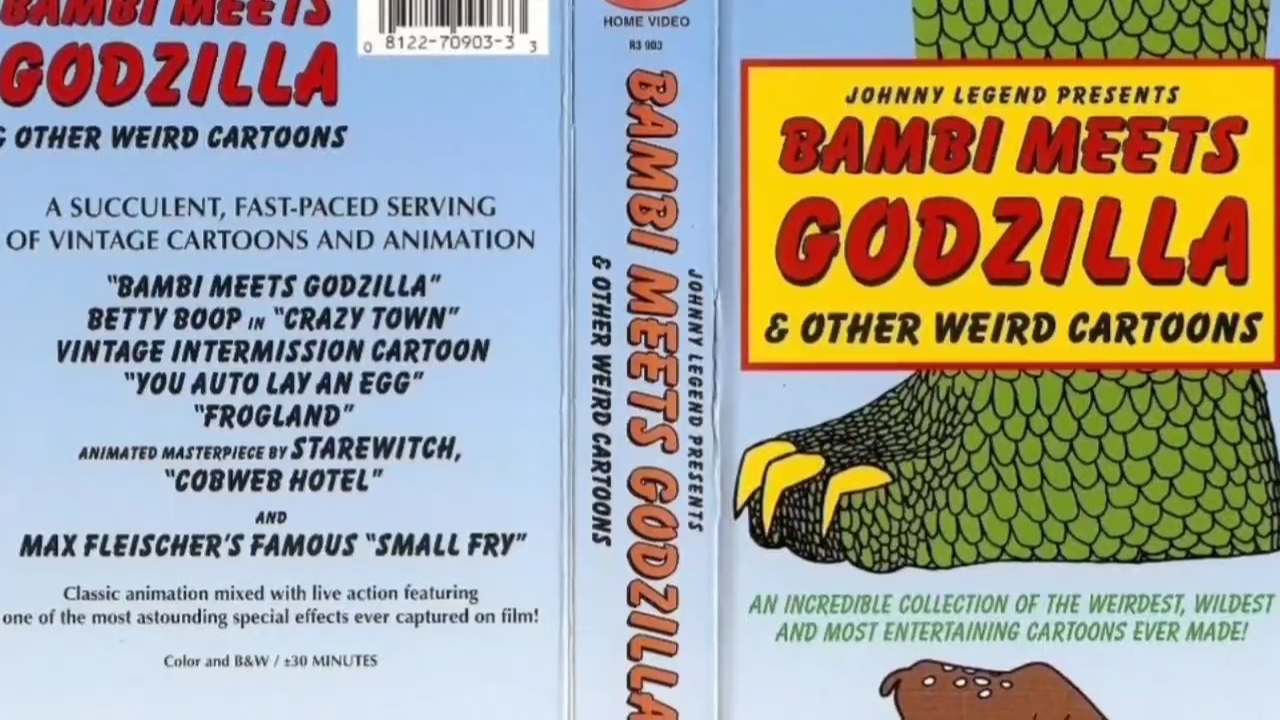 BAMBI MEETS
GODZILLA
& OTHER WEIRD CARTOONS
A SUCCULENT, FAST-PACED SERVING
OF VINTAGE CARTOONS AND ANIMATION
"BAMBI MEETS GODZILLA"
BETTY BOOP IN "CRAZY TOWN"
VINTAGE INTERMISSION CARTOON
"YOU AUTO LAY AN EGG"
"FROGLAND"
ANIMATED MASTERPIECE BY STAREWITCH,
"COBWEB HOTEL"
AND
MAX FLEISCHER'S FAMOUS "SMALL FRY"
Classic animation mixed with live action featuring
one of the most astounding special effects ever captured on film!
Color and B&W / ±30 MINUTES
0 8122-70903-3 3
HOME VIDEO
R3 903
BAMBI MEETS GODZILLA
& OTHER WEIRD CARTOONS
JOHNNY LEGEND PRESENTS
JOHNNY LEGEND PRESENTS
BAMBI MEETS
GODZILLA
& OTHER WEIRD CARTOONS
AN INCREDIBLE COLLECTION OF THE WEIRDEST, WILDEST
AND MOST ENTERTAINING CARTOONS EVER MADE!